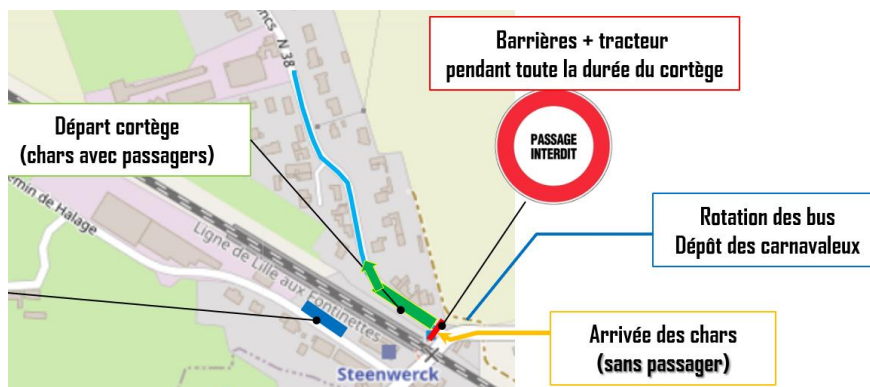 Barrières + tracteur
pendant toute la durée du cortège
N 38
Départ cortège
(chars avec passagers)
PASSAGE
INTERDIT
Rotation des bus
Dépôt des carnavaleux
emin de Halage
Ligne de Lille aux Fontinettes
Arrivée des chars
(sans passager)
Steenwerck